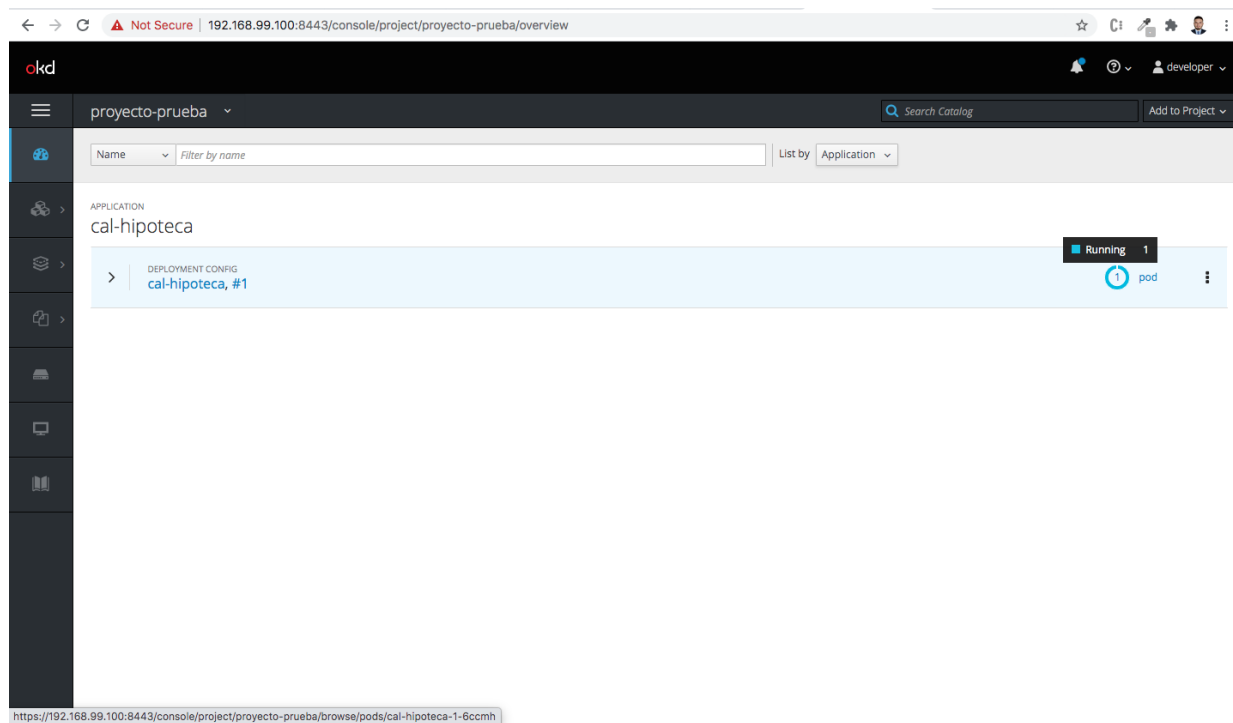 Not Secure | 192.168.99.100:8443/console/project/proyecto-prueba/overview
okd
developer
proyecto-prueba
Search Catalog
Add to Project
Name
Filter by name
List by
Application
APPLICATION
cal-hipoteca
Running 1
DEPLOYMENT CONFIG
cal-hipoteca, #1
1 pod
https://192.168.99.100:8443/console/project/proyecto-prueba/browse/pods/cal-hipoteca-1-6ccmh